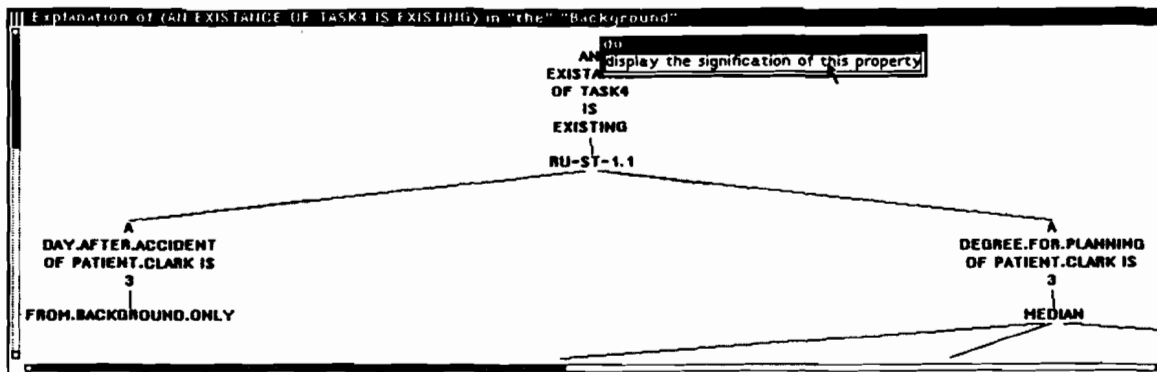 Explanation of (AN EXISTANCE OF TASK4 IS EXISTING) in "the" "Background"
do
display the signification of this property
AN
EXISTANCE
OF TASK4
IS
EXISTING
RU-ST-1.1
A
DAY.AFTER.ACCIDENT
OF PATIENT.CLARK IS
3
FROM.BACKGROUND.ONLY
A
DEGREE.FOR.PLANNING
OF PATIENT.CLARK IS
3
MEDIAN